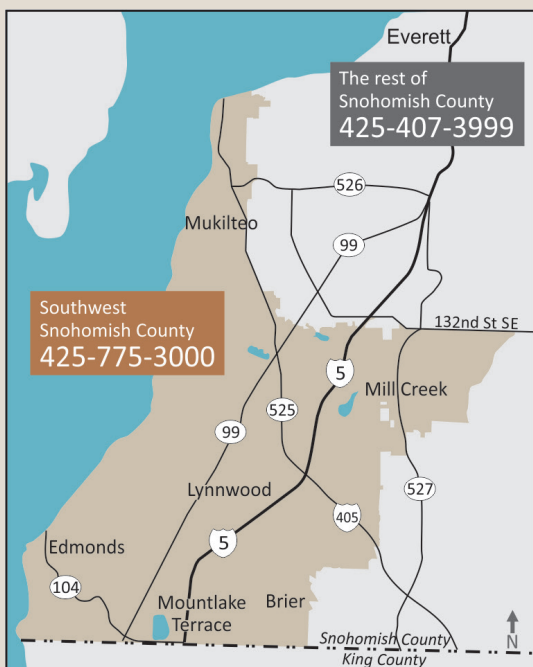 Everett
The rest of
Snohomish County
425-407-3999
526
Mukilteo
99
Southwest
Snohomish County
425-775-3000
132nd St SE
5
Mill Creek
525
99
Lynnwood
527
405
5
Edmonds
104
Mountlake
Terrace
Brier
N
Snohomish County
King County